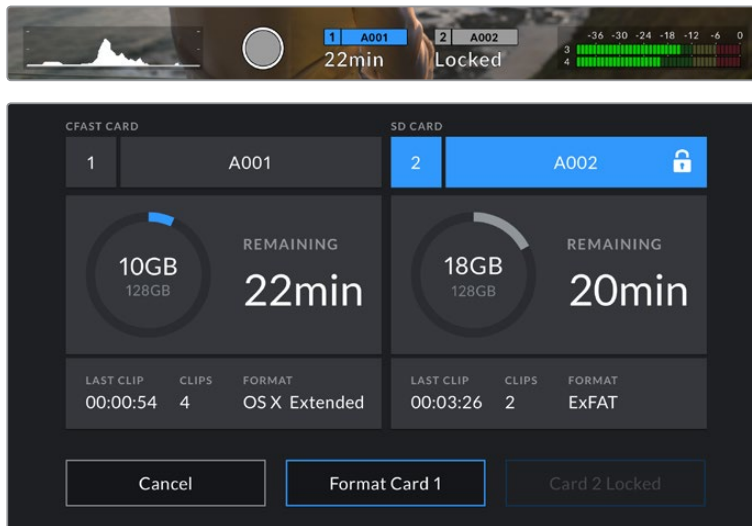 -36 -30 -24 -18 -12 -6 0
1 A001
2 A002
22min
Locked
3
4
CFAST CARD
SD CARD
1 A001
2 A002
10GB
128GB
REMAINING
22min
18GB
128GB
REMAINING
20min
LAST CLIP CLIPS FORMAT
00:00:54 4 OS X Extended
LAST CLIP CLIPS FORMAT
00:03:26 2 ExFAT
Cancel
Format Card 1
Card 2 Locked